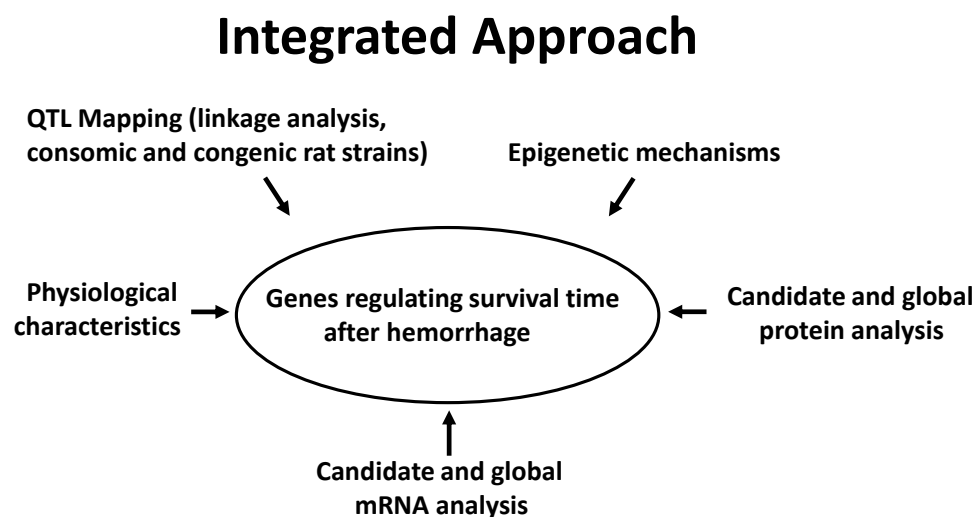 Integrated Approach
QTL Mapping (linkage analysis,
consomic and congenic rat strains)
Epigenetic mechanisms
Physiological
characteristics
Genes regulating survival time
after hemorrhage
Candidate and global
protein analysis
Candidate and global
mRNA analysis